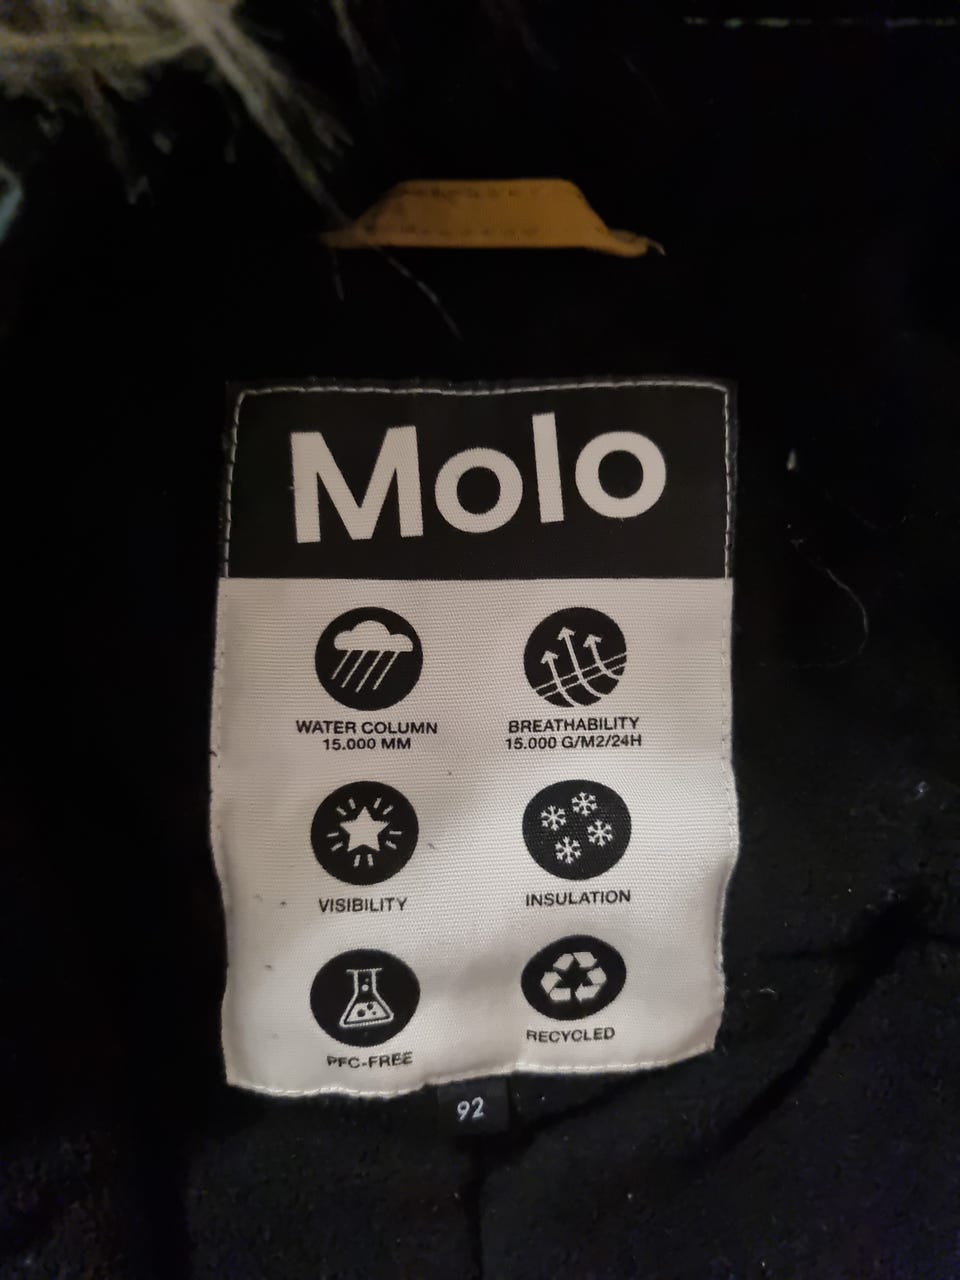 Molo
WATER COLUMN
15.000 MM
BREATHABILITY
15.000 G/M2/24H
VISIBILITY
INSULATION
PFC-FREE
RECYCLED
92